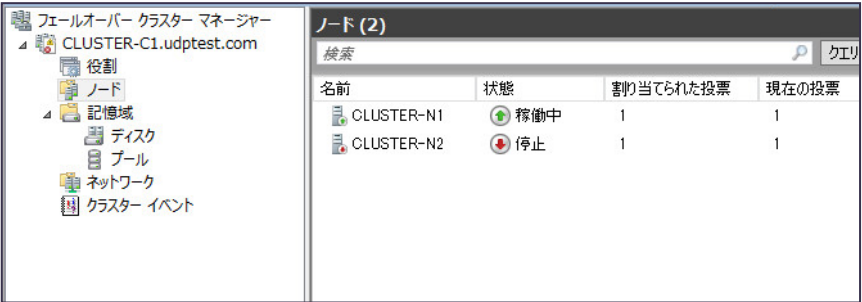 フェールオーバー クラスター マネージャー
CLUSTER-C1.udptest.com
役割
ノード
記憶域
ディスク
プール
ネットワーク
クラスター イベント
ノード (2)
検索 クエリ
名前 状態 割り当てられた投票 現在の投票
CLUSTER-N1 稼働中 1 1
CLUSTER-N2 停止 1 1